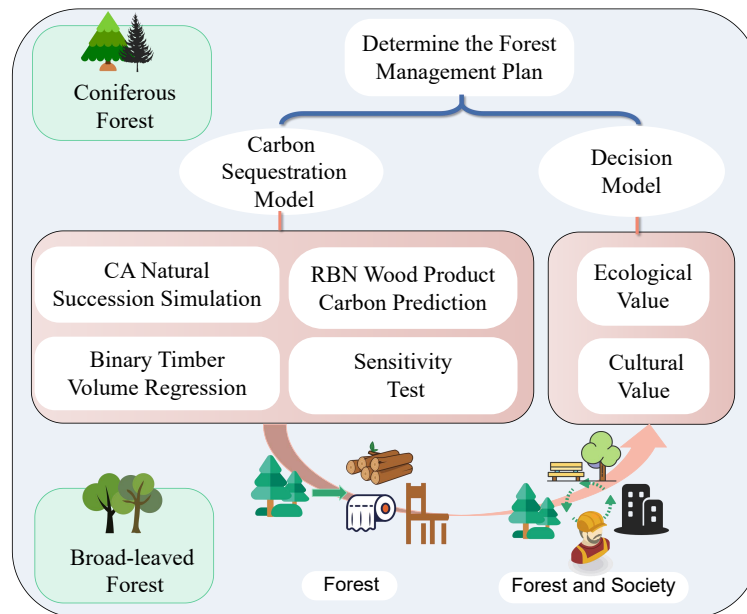 Coniferous
Forest
Determine the Forest
Management Plan
Carbon
Sequestration
Model
Decision
Model
CA Natural
Succession Simulation
RBN Wood Product
Carbon Prediction
Binary Timber
Volume Regression
Sensitivity
Test
Ecological
Value
Cultural
Value
Broad-leaved
Forest
Forest
Forest and Society